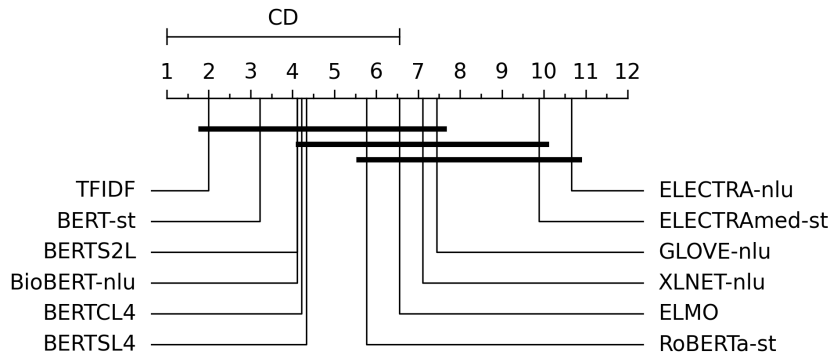 CD
1 2 3 4 5 6 7 8 9 10 11 12
TFIDF
BERT-st
BERTS2L
BioBERT-nlu
BERTCL4
BERTSL4
ELECTRA-nlu
ELECTRAmed-st
GLOVE-nlu
XLNET-nlu
ELMO
RoBERTa-st